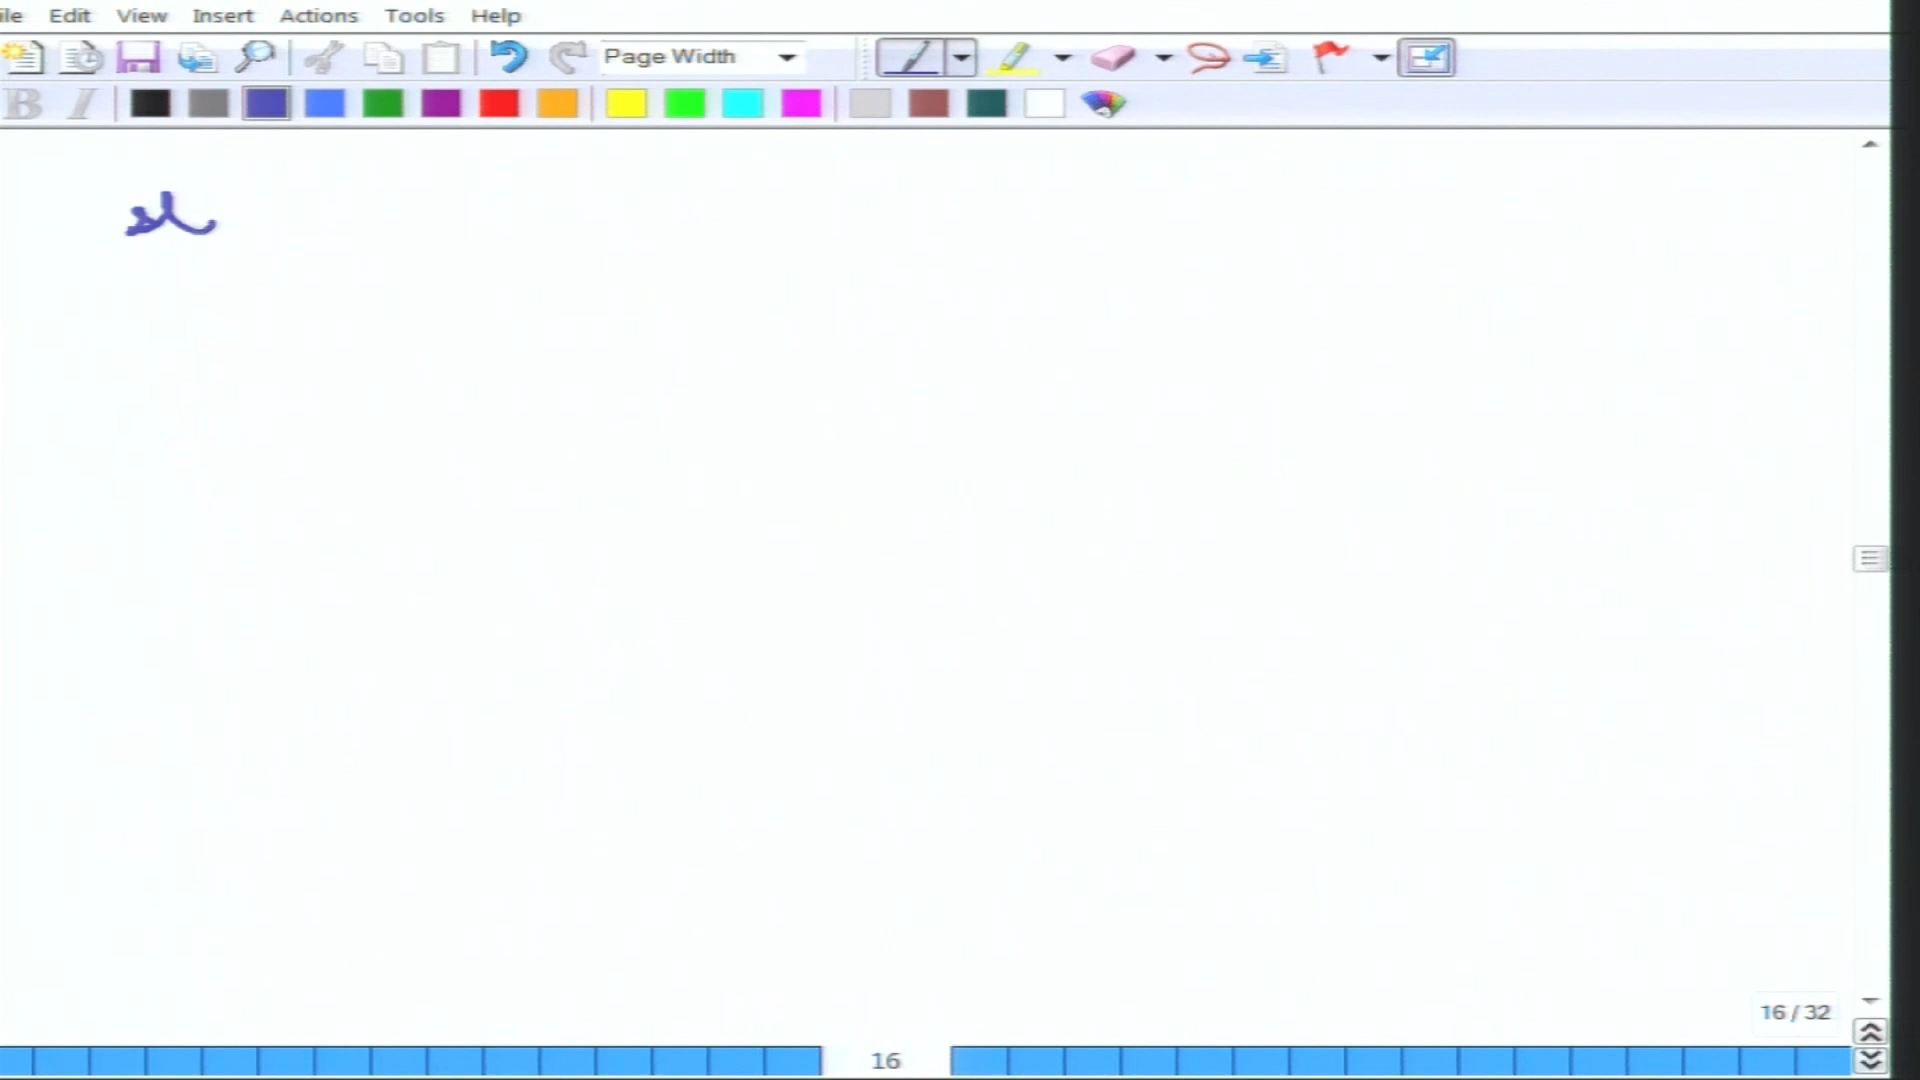 ile Edit View Insert Actions Tools Help
Page Width
B I
16 / 32
16